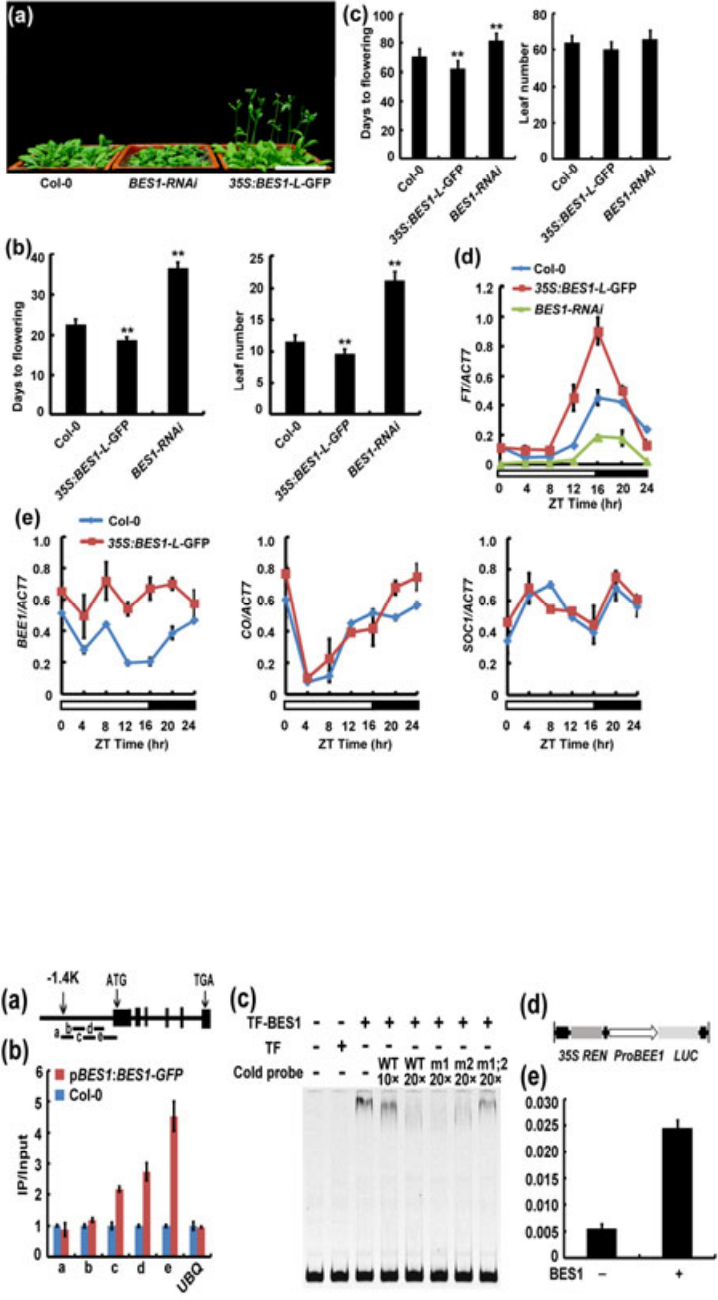 (a)
Col-0 BES1-RNAi 35S:BES1-L-GFP
(c)
Days to flowering
100
80
60
40
20
0
**
**
Col-0
35S:BES1-L-GFP
BES1-RNAi
Leaf number
80
60
40
20
0
Col-0
35S:BES1-L-GFP
BES1-RNAi
(b)
Days to flowering
40
30
20
10
0
**
**
Col-0
35S:BES1-L-GFP
BES1-RNAi
Leaf number
25
20
15
10
5
0
**
**
Col-0
35S:BES1-L-GFP
BES1-RNAi
(d)
Col-0
35S:BES1-L-GFP
BES1-RNAi
FT/ACT7
1.2
1.0
0.8
0.6
0.4
0.2
0
0 4 8 12 16 20 24
ZT Time (hr)
(e)
Col-0
35S:BES1-L-GFP
BEE1/ACT7
1.0
0.8
0.6
0.4
0.2
0
0 4 8 12 16 20 24
ZT Time (hr)
CO/ACT7
1.0
0.8
0.6
0.4
0.2
0
0 4 8 12 16 20 24
ZT Time (hr)
SOC1/ACT7
1.0
0.8
0.6
0.4
0.2
0
0 4 8 12 16 20 24
ZT Time (hr)
(a)
-1.4K ATG TGA
a b c d e
(b)
pBES1:BES1-GFP
Col-0
IP/Input
6
5
4
3
2
1
0
a b c d e UBQ
(c)
TF-BES1 – – + + + + + +
TF – + – – – – – –
Cold probe – – – WT WT m1 m2 m1;2
10× 20× 20× 20× 20×
(d)
35S REN ProBEE1 LUC
(e)
0.030
0.025
0.020
0.015
0.010
0.005
0
BES1 – +